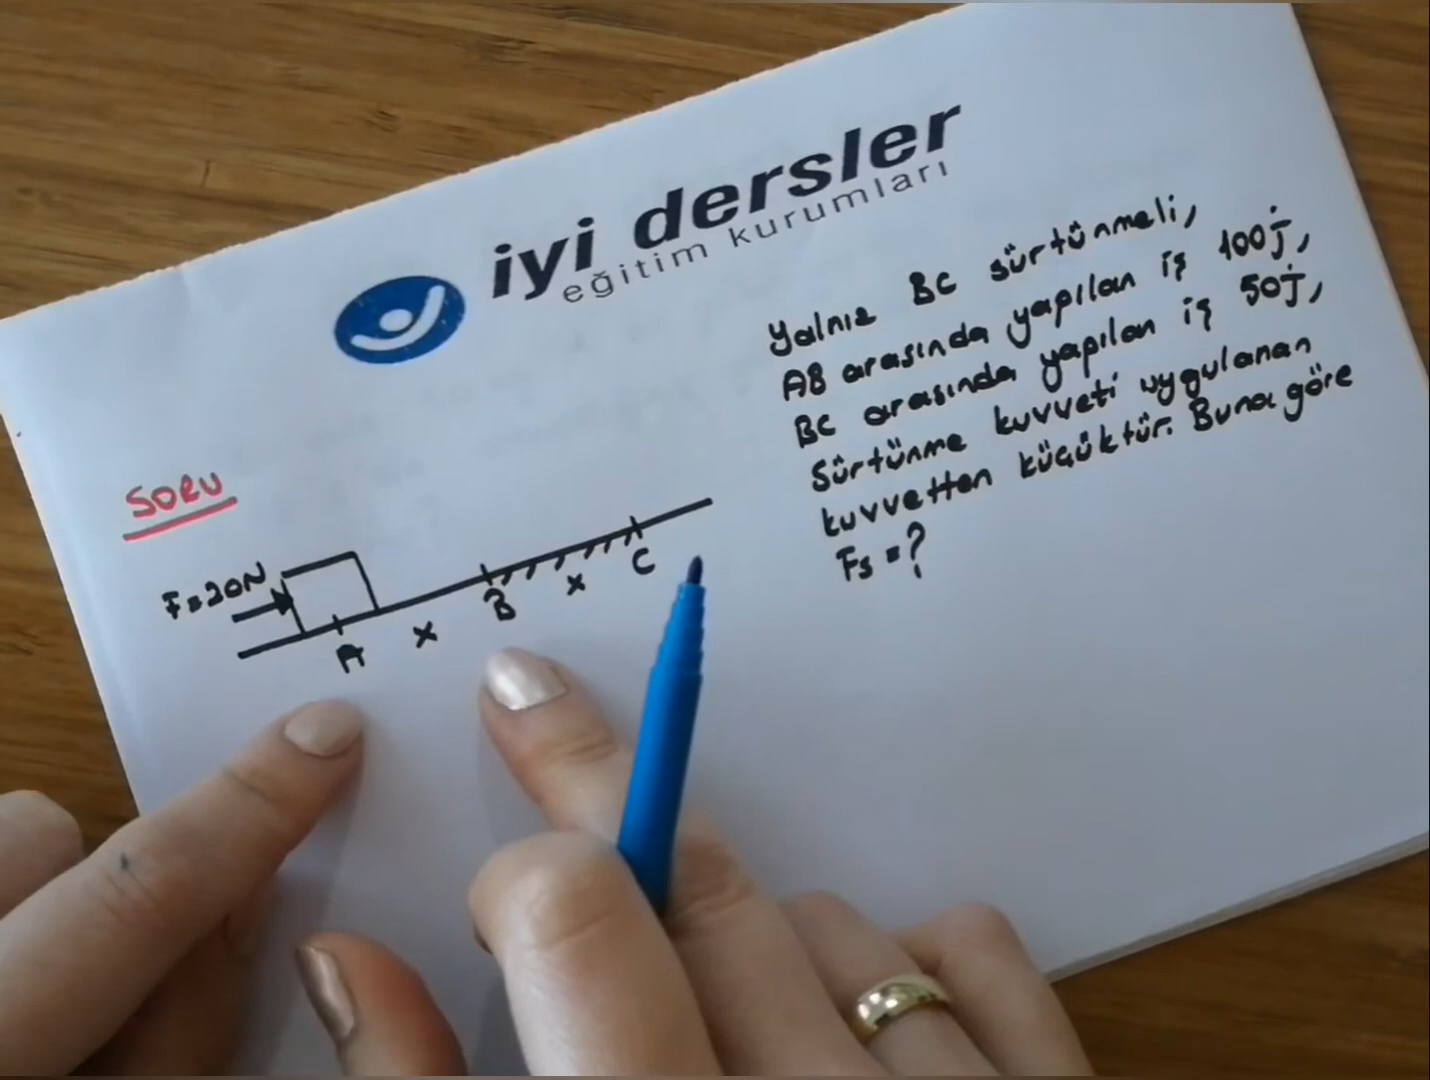 iyi dersler
eğitim kurumları
Yalnız BC sürtünmeli,
AB arasında yapılan iş 100J,
BC arasında yapılan iş 50J,
Sürtünme kuvveti uygulanan
kuvvetten küçüktür. Buna göre
Fs = ?
SORU
F=20N
A
x
B
x
C